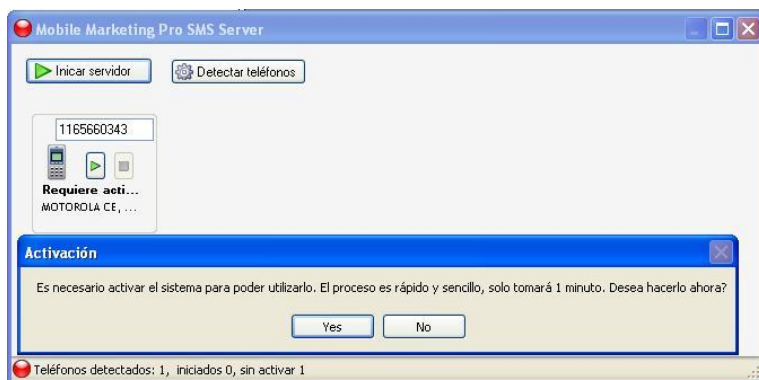 Mobile Marketing Pro SMS Server
Inicar servidor
Detectar teléfonos
1165660343
Requiere acti...
MOTOROLA CE, ...
Activación
Es necesario activar el sistema para poder utilizarlo. El proceso es rápido y sencillo, solo tomará 1 minuto. Desea hacerlo ahora?
Yes
No
Teléfonos detectados: 1, iniciados 0, sin activar 1